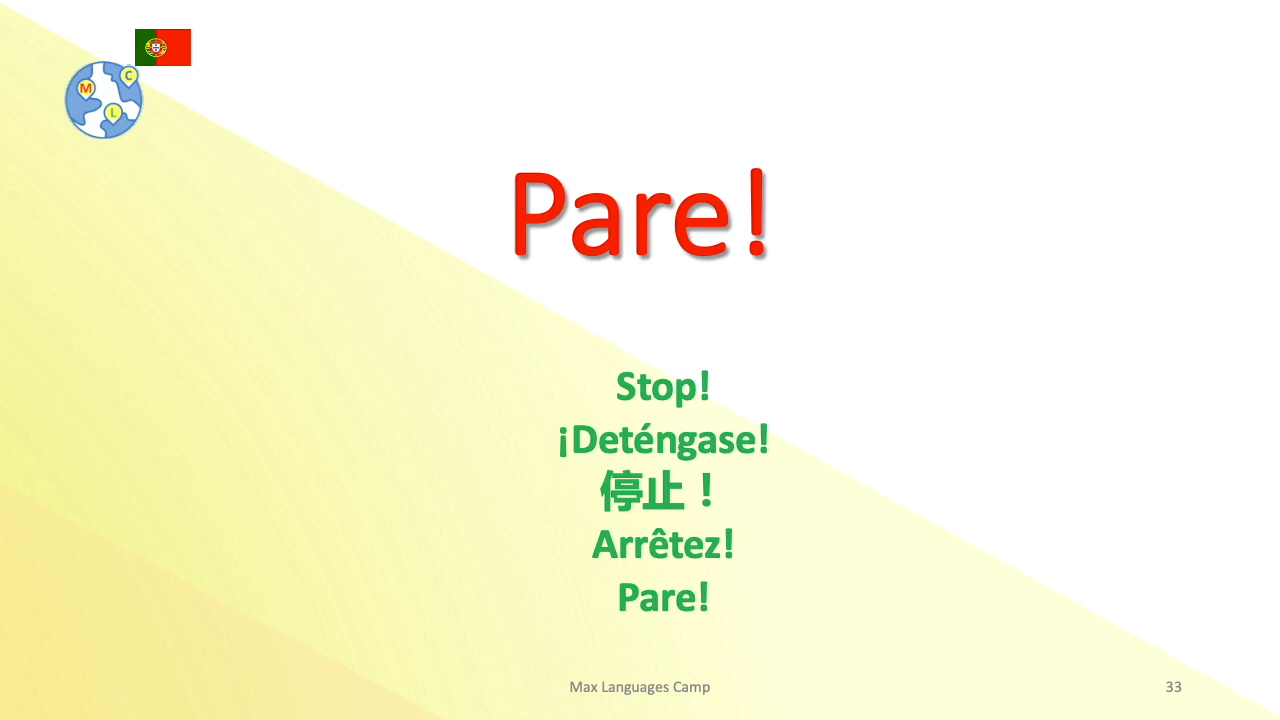 C
M
L
Pare!
Stop!
¡Deténgase!
停止！
Arrêtez!
Pare!
Max Languages Camp
33